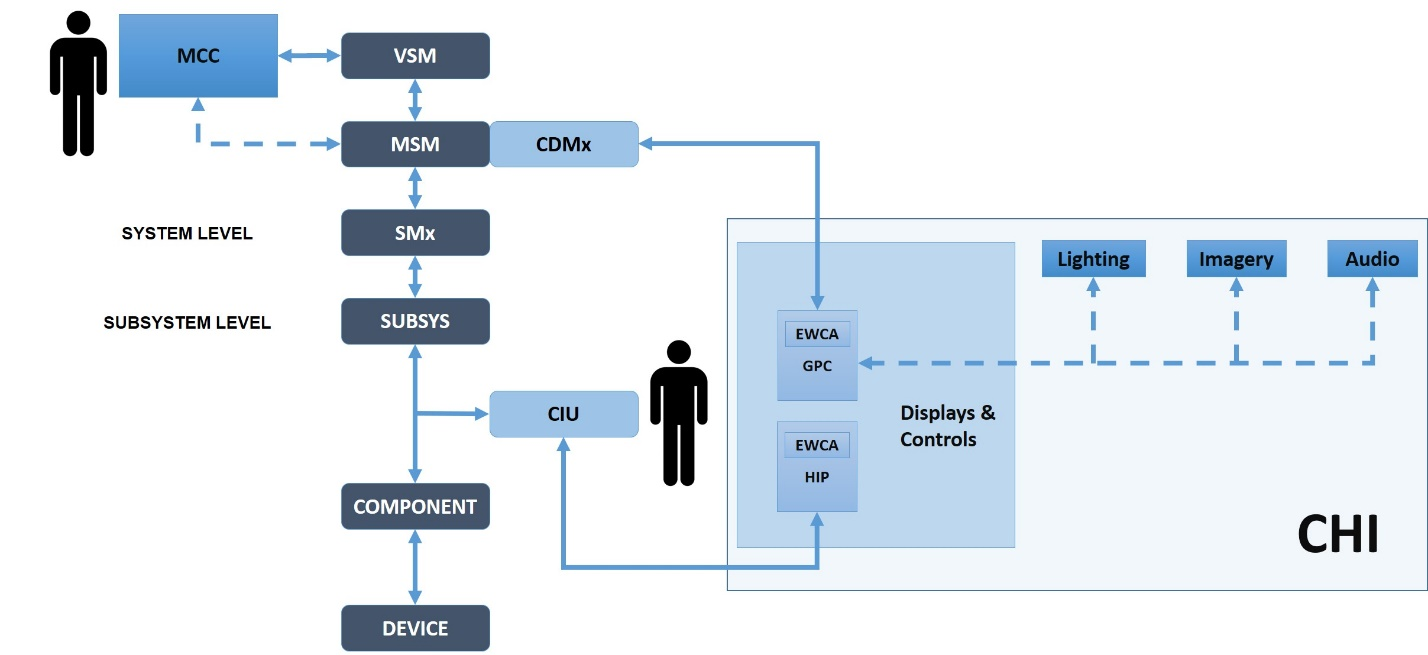 MCC
VSM
MSM
CDMx
SYSTEM LEVEL
SMx
Lighting
Imagery
Audio
SUBSYSTEM LEVEL
SUBSYS
EWCA
GPC
CIU
Displays &
Controls
EWCA
HIP
COMPONENT
CHI
DEVICE